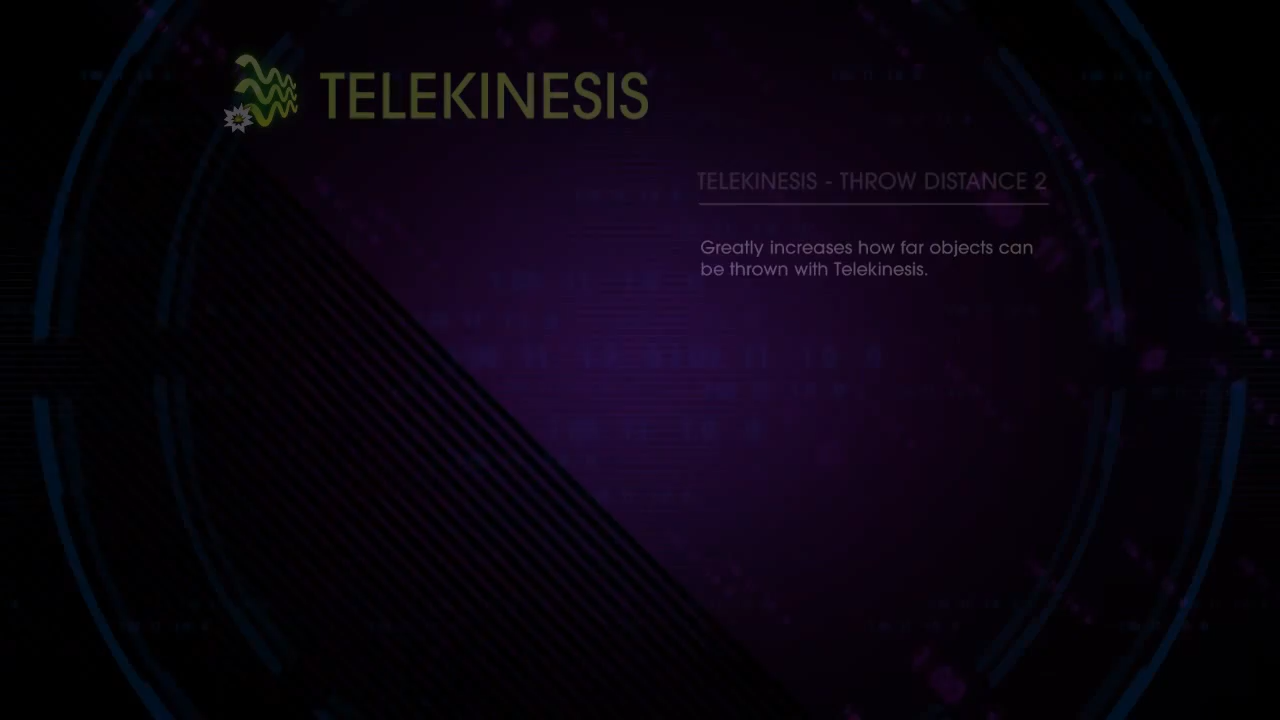 TELEKINESIS
TELEKINESIS - THROW DISTANCE 2
Greatly increases how far objects can
be thrown with Telekinesis.